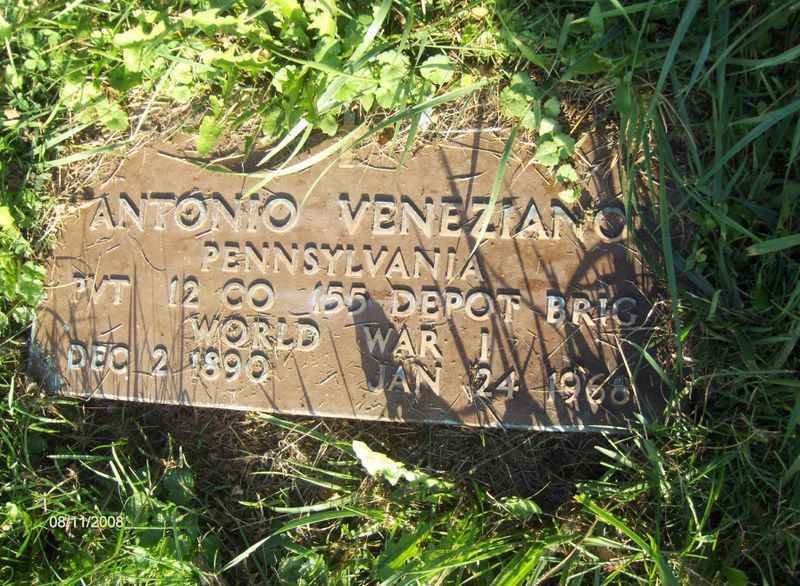 ANTONIO VENEZIANO
PENNSYLVANIA
PVT 12 CO 155 DEPOT BRIG
WORLD WAR I
DEC 2 1890 JAN 24 1968
08/11/2008